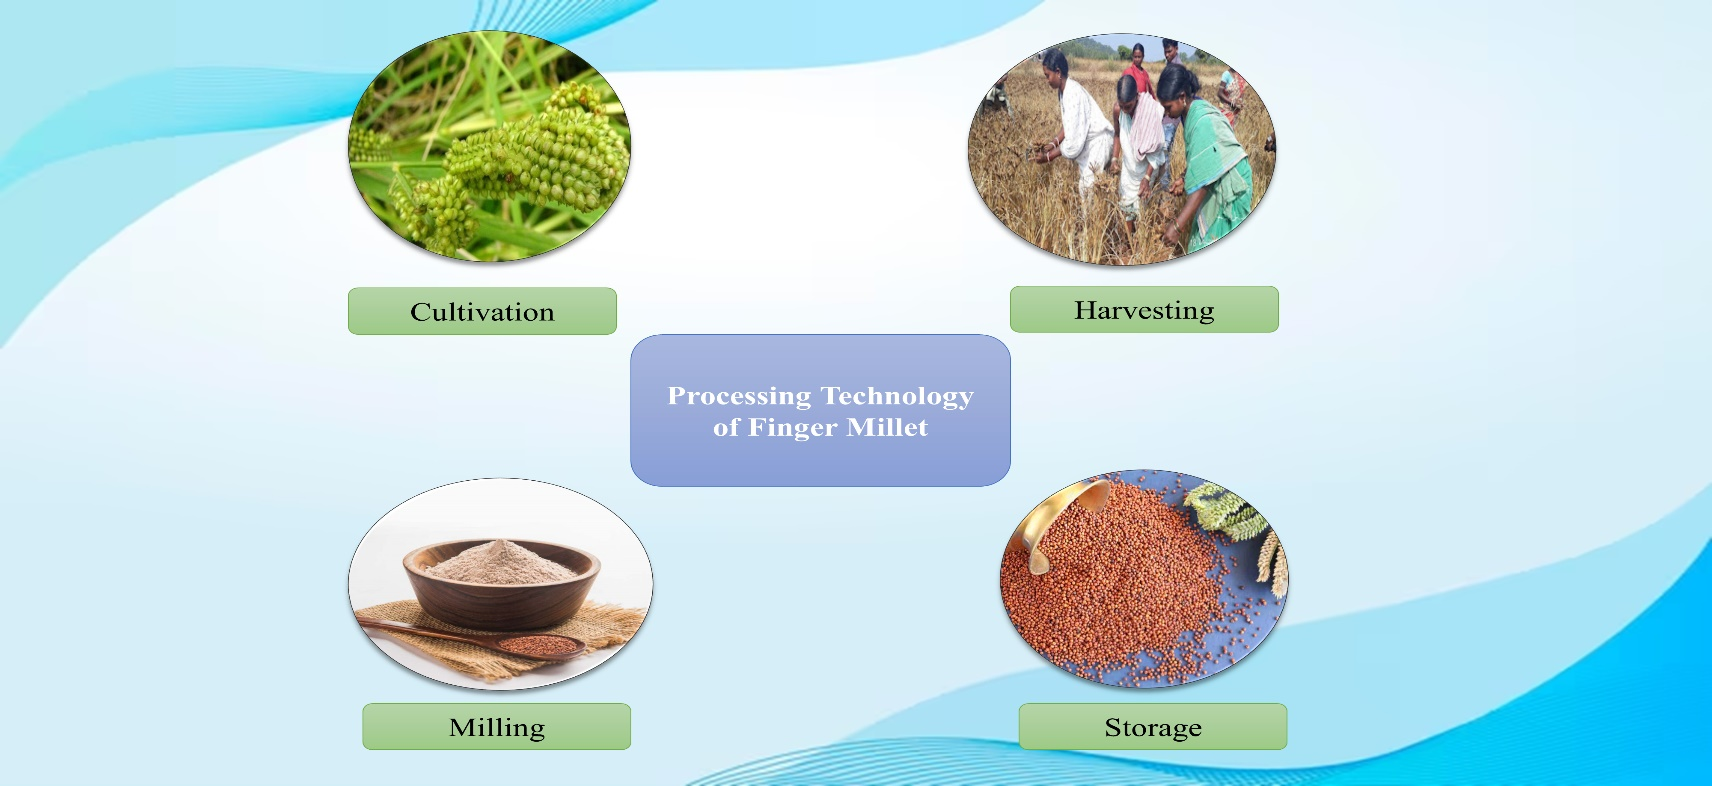 Cultivation
Harvesting
Processing Technology
of Finger Millet
Milling
Storage